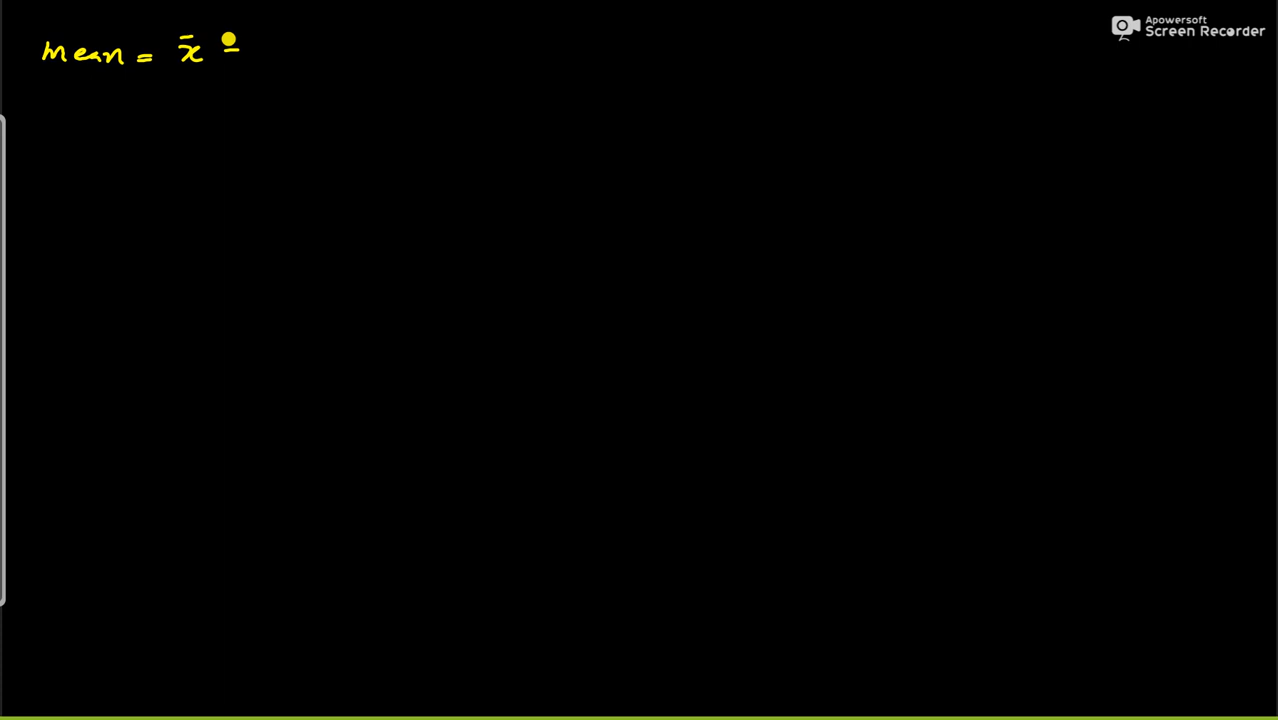 mean = x̄ =
Apowersoft
Screen Recorder